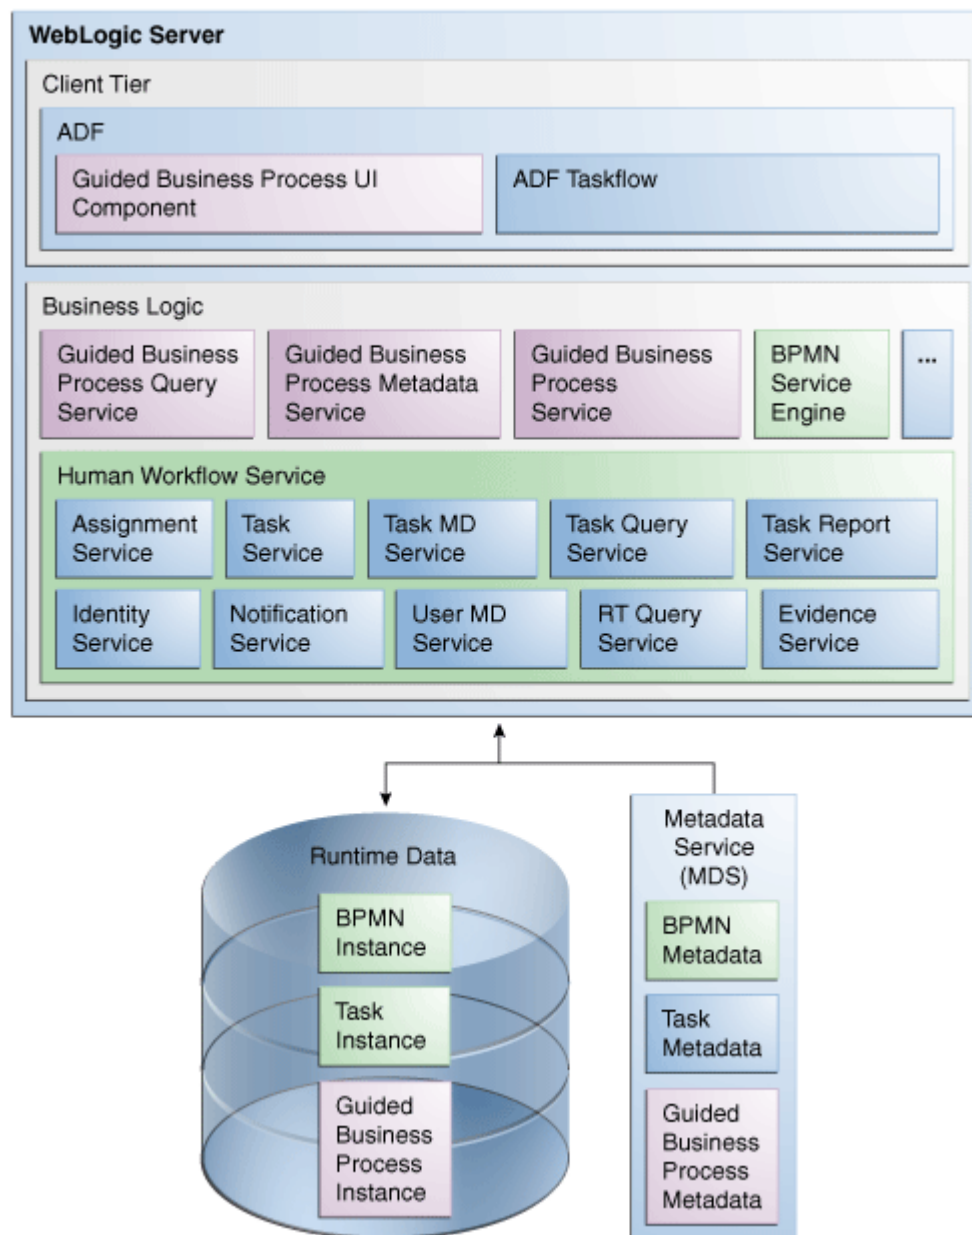 WebLogic Server
Client Tier
ADF
Guided Business Process UI
Component
ADF Taskflow
Business Logic
Guided Business
Process Query
Service
Guided Business
Process Metadata
Service
Guided Business
Process
Service
BPMN
Service
Engine
...
Human Workflow Service
Assignment
Service
Task
Service
Task MD
Service
Task Query
Service
Task Report
Service
Identity
Service
Notification
Service
User MD
Service
RT Query
Service
Evidence
Service
Runtime Data
BPMN
Instance
Task
Instance
Guided
Business
Process
Instance
Metadata
Service
(MDS)
BPMN
Metadata
Task
Metadata
Guided
Business
Process
Metadata